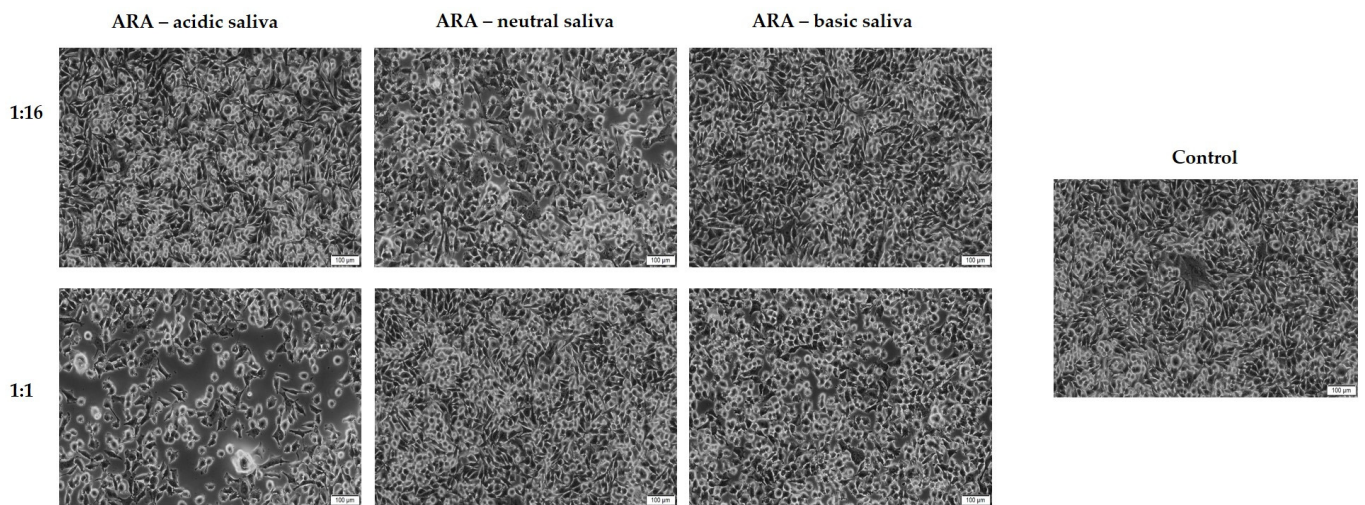 ARA – acidic saliva
ARA – neutral saliva
ARA – basic saliva
1:16
100 µm
100 µm
100 µm
Control
100 µm
1:1
100 µm
100 µm
100 µm